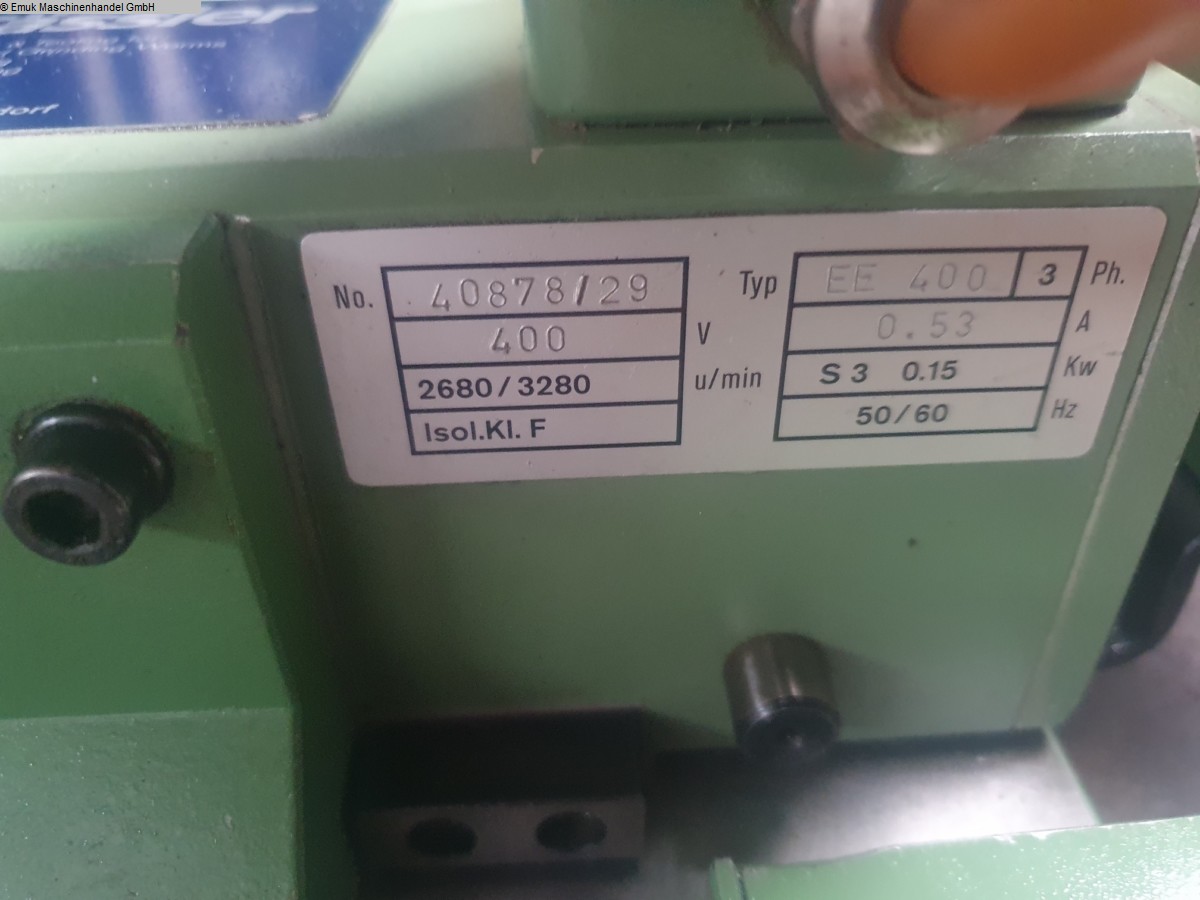 © Emuk Maschinenhandel GmbH
No. 40878/29
400 V
2680/3280 u/min
Isol.Kl. F
Typ EE 400 3 Ph.
0.53 A
S 3 0.15 Kw
50/60 Hz